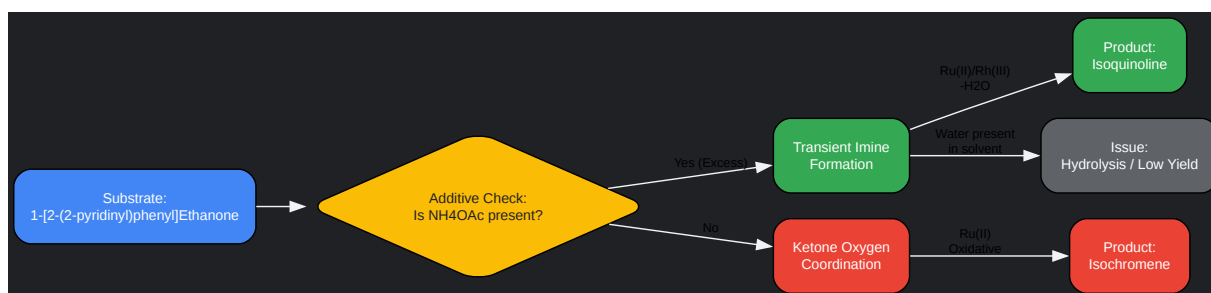 Substrate:
1-[2-(2-pyridinyl)phenyl]Ethanone
Additive Check:
Is NH4OAc present?
Yes (Excess)
No
Transient Imine
Formation
Ketone Oxygen
Coordination
Ru(II)/Rh(III)
-H2O
Water present
in solvent
Ru(II)
Oxidative
Product:
Isoquinoline
Issue:
Hydrolysis / Low Yield
Product:
Isochromene